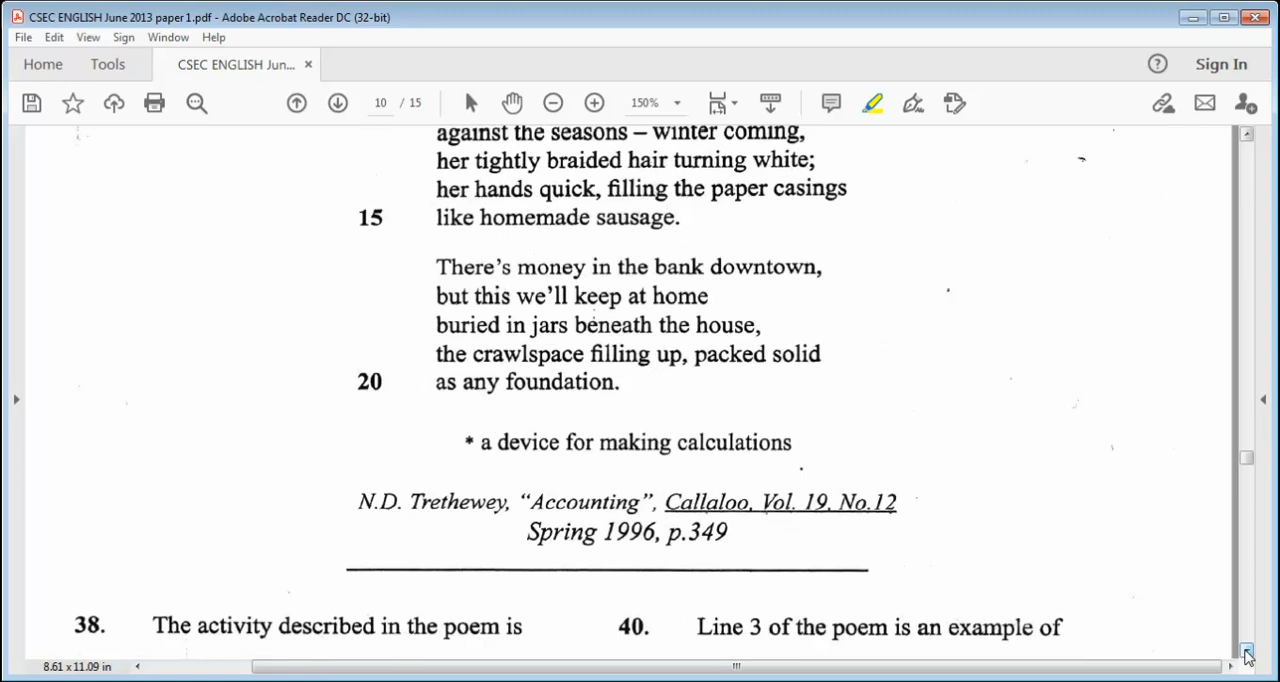 CSEC ENGLISH June 2013 paper 1.pdf - Adobe Acrobat Reader DC (32-bit)
File Edit View Sign Window Help
Home Tools CSEC ENGLISH Jun... × ? Sign In
10 / 15 150%
against the seasons – winter coming,
her tightly braided hair turning white;
her hands quick, filling the paper casings
15 like homemade sausage.
There's money in the bank downtown,
but this we'll keep at home
buried in jars beneath the house,
the crawlspace filling up, packed solid
20 as any foundation.
* a device for making calculations
N.D. Trethewey, "Accounting", Callaloo, Vol. 19, No.12
Spring 1996, p.349
38. The activity described in the poem is
40. Line 3 of the poem is an example of
8.61 x 11.09 in